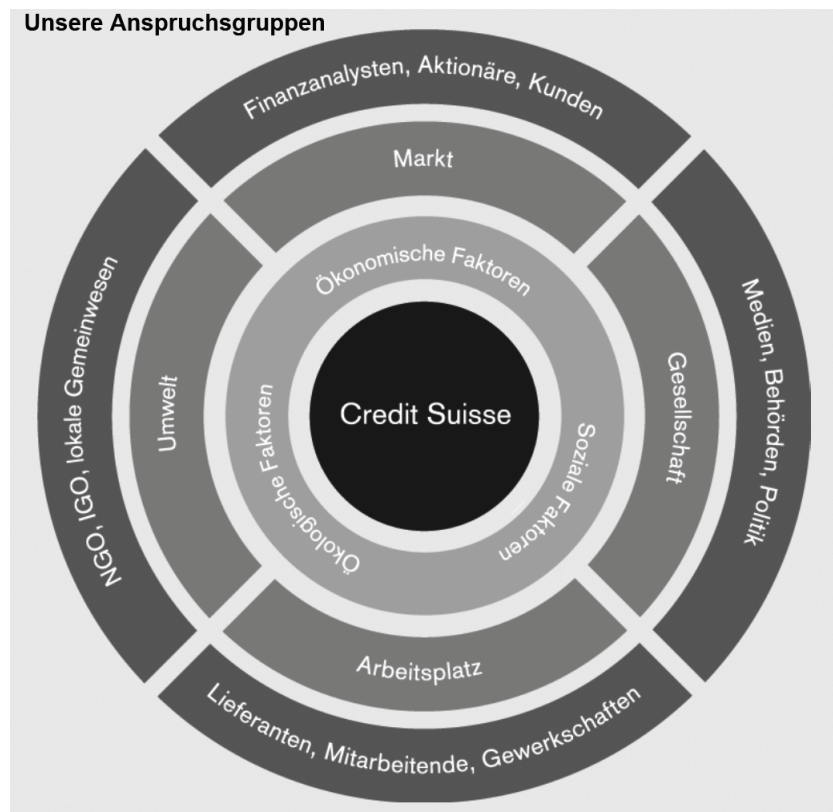 Unsere Anspruchsgruppen
Finanzanalysten, Aktionäre, Kunden
Markt
Ökonomische Faktoren
NGO, IGO, lokale Gemeinwesen
Umwelt
Ökologische Faktoren
Credit Suisse
Soziale Faktoren
Gesellschaft
Medien, Behörden, Politik
Arbeitsplatz
Lieferanten, Mitarbeitende, Gewerkschaften